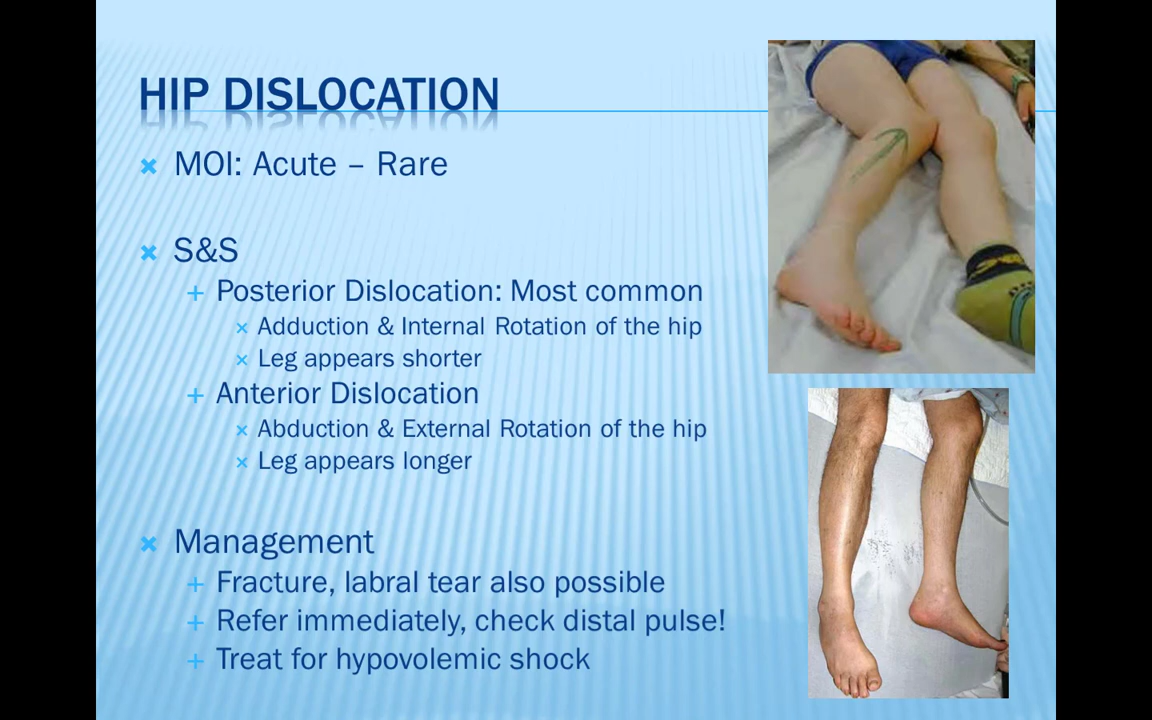 HIP DISLOCATION
MOI: Acute – Rare
S&S
Posterior Dislocation: Most common
Adduction & Internal Rotation of the hip
Leg appears shorter
Anterior Dislocation
Abduction & External Rotation of the hip
Leg appears longer
Management
Fracture, labral tear also possible
Refer immediately, check distal pulse!
Treat for hypovolemic shock